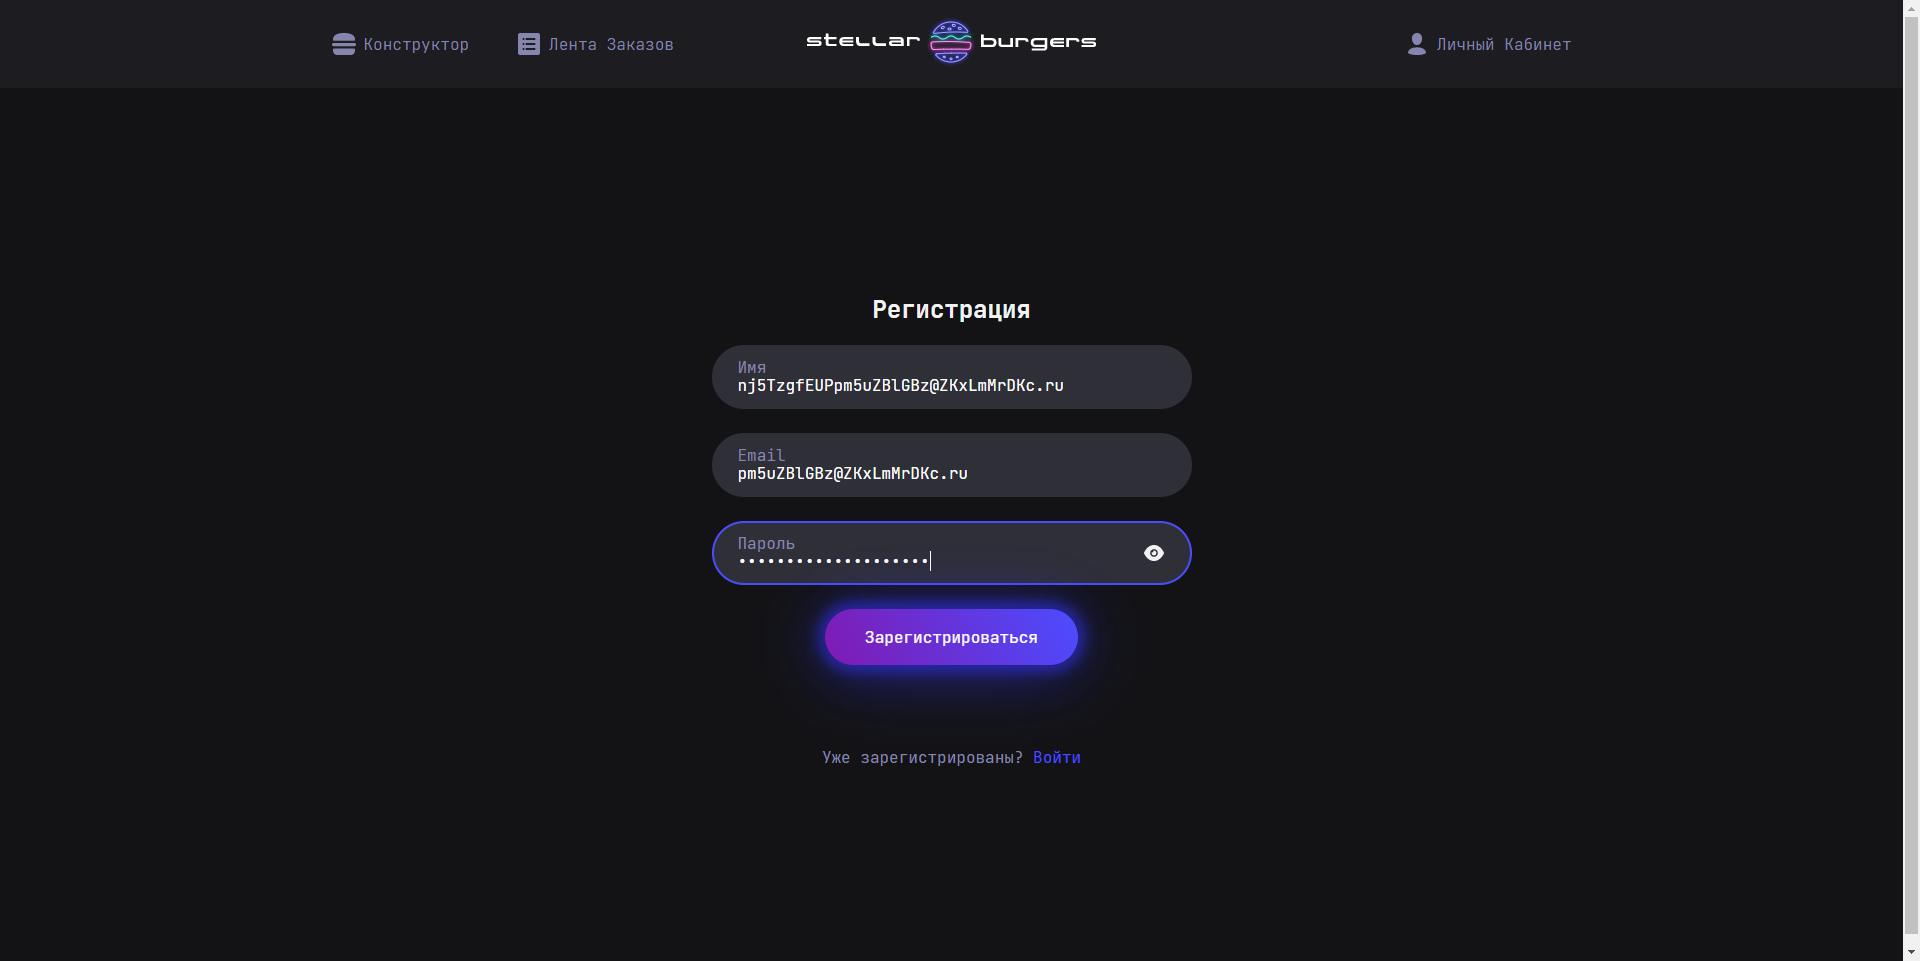 Конструктор
Лента Заказов
stellar burgers
Личный Кабинет
Регистрация
Имя
nj5TzgfEUPpm5uZBlGBz@ZKxLmMrDKc.ru
Email
pm5uZBlGBz@ZKxLmMrDKc.ru
Пароль
••••••••••••••••••••
Зарегистрироваться
Уже зарегистрированы? Войти